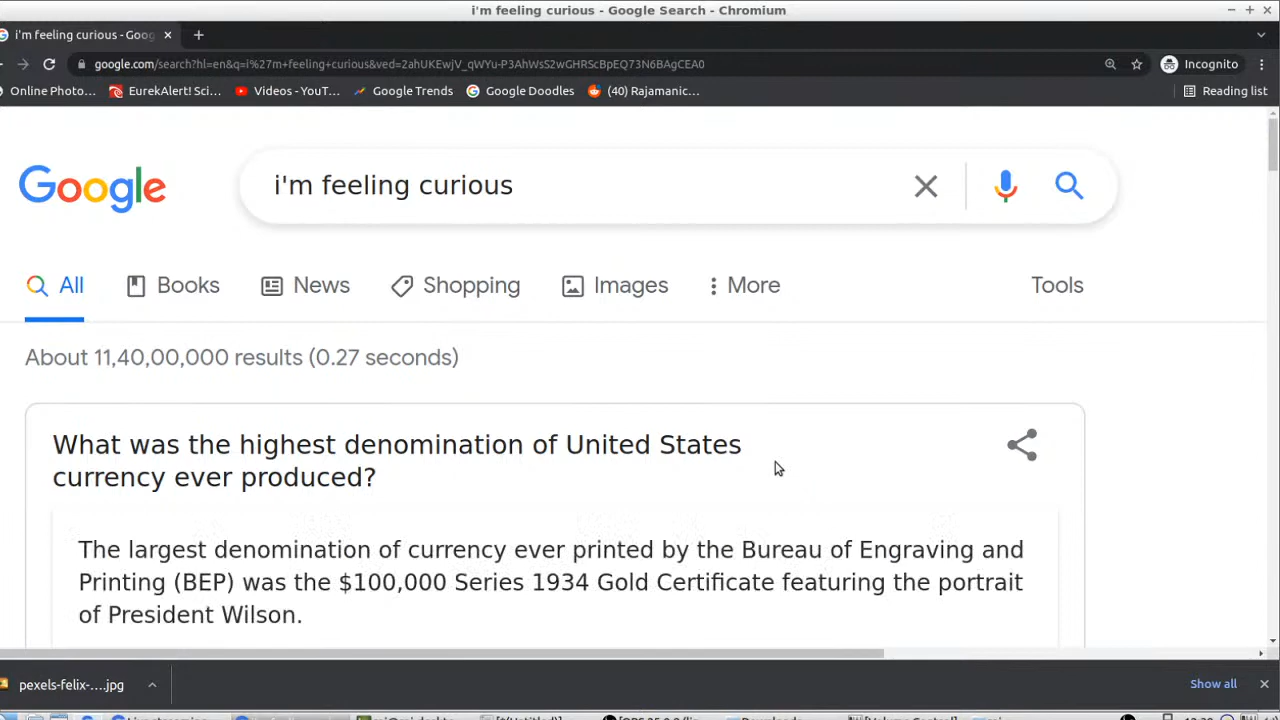 i'm feeling curious - Google Search - Chromium
i'm feeling curious - Goog
google.com/search?hl=en&q=i%27m+feeling+curious&ved=2ahUKEwjV_qWYu-P3AhWsS2wGHRScBpEQ73N6BAgCEA0
Incognito
Online Photo… EurekAlert! Sci… Videos - YouT… Google Trends Google Doodles (40) Rajamanic… Reading list
Google
i'm feeling curious
All Books News Shopping Images More Tools
About 11,40,00,000 results (0.27 seconds)
What was the highest denomination of United States
currency ever produced?
The largest denomination of currency ever printed by the Bureau of Engraving and
Printing (BEP) was the $100,000 Series 1934 Gold Certificate featuring the portrait
of President Wilson.
pexels-felix-....jpg Show all